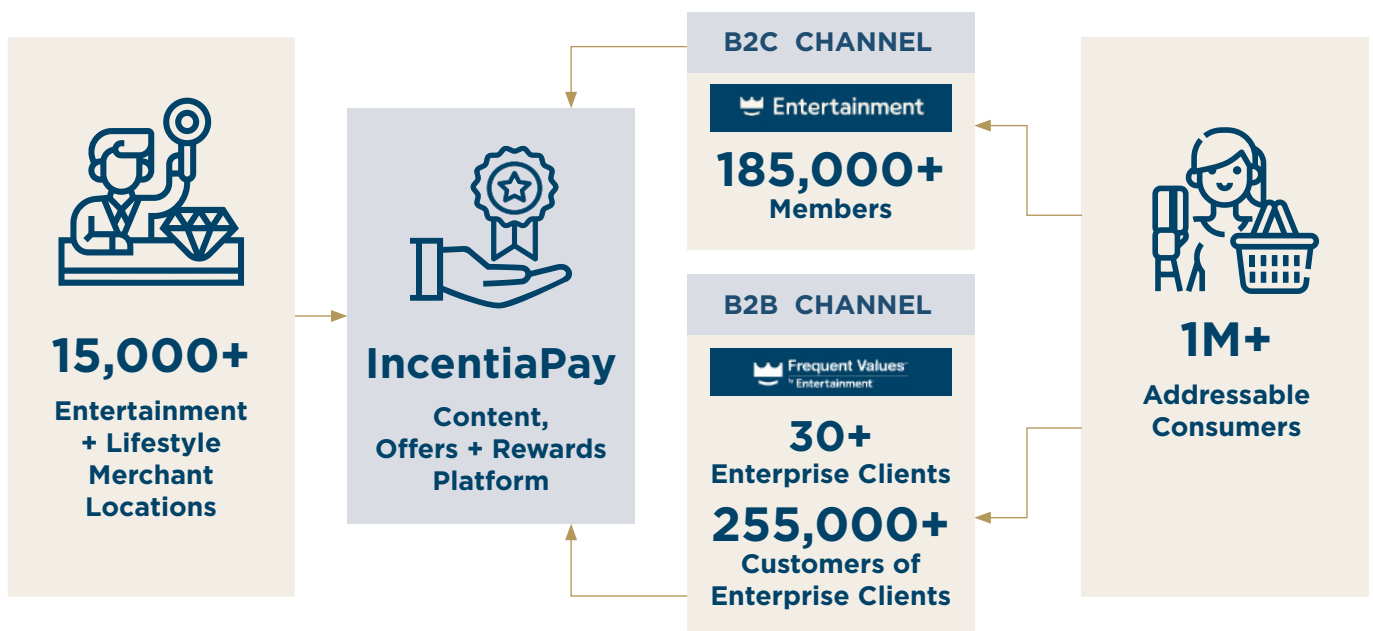 15,000+
Entertainment
+ Lifestyle
Merchant
Locations
IncentiaPay
Content,
Offers + Rewards
Platform
B2C CHANNEL
Entertainment
185,000+
Members
B2B CHANNEL
Frequent Values
by Entertainment
30+
Enterprise Clients
255,000+
Customers of
Enterprise Clients
1M+
Addressable
Consumers